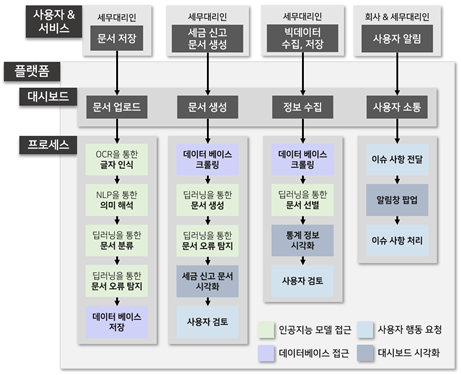 사용자 &
서비스
세무대리인
문서 저장
세무대리인
세금 신고
문서 생성
세무대리인
빅데이터
수집, 저장
회사 & 세무대리인
사용자 알림
플랫폼
대시보드
문서 업로드
문서 생성
정보 수집
사용자 소통
프로세스
OCR을 통한
글자 인식
NLP을 통한
의미 해석
딥러닝을 통한
문서 분류
딥러닝을 통한
문서 오류 탐지
데이터 베이스
저장
데이터 베이스
크롤링
딥러닝을 통한
문서 생성
딥러닝을 통한
문서 오류 탐지
세금 신고 문서
시각화
사용자 검토
데이터 베이스
크롤링
딥러닝을 통한
문서 선별
통계 정보
시각화
사용자 검토
이슈 사항 전달
알림창 팝업
이슈 사항 처리
인공지능 모델 접근
사용자 행동 요청
데이터베이스 접근
대시보드 시각화